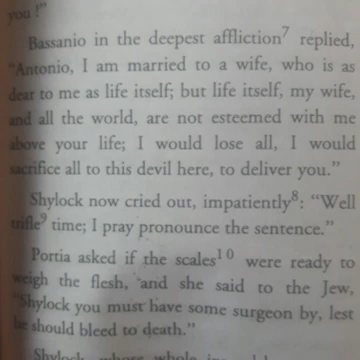 you !"
Bassanio in the deepest affliction⁷ replied,
"Antonio, I am married to a wife, who is as
dear to me as life itself; but life itself, my wife,
and all the world, are not esteemed with me
above your life; I would lose all, I would
sacrifice all to this devil here, to deliver you."
Shylock now cried out, impatiently⁸: "Well
trifle⁹ time; I pray pronounce the sentence."
Portia asked if the scales¹⁰ were ready to
weigh the flesh, and she said to the Jew,
"Shylock you must have some surgeon by, lest
he should bleed to death."
Shylock, whose whole